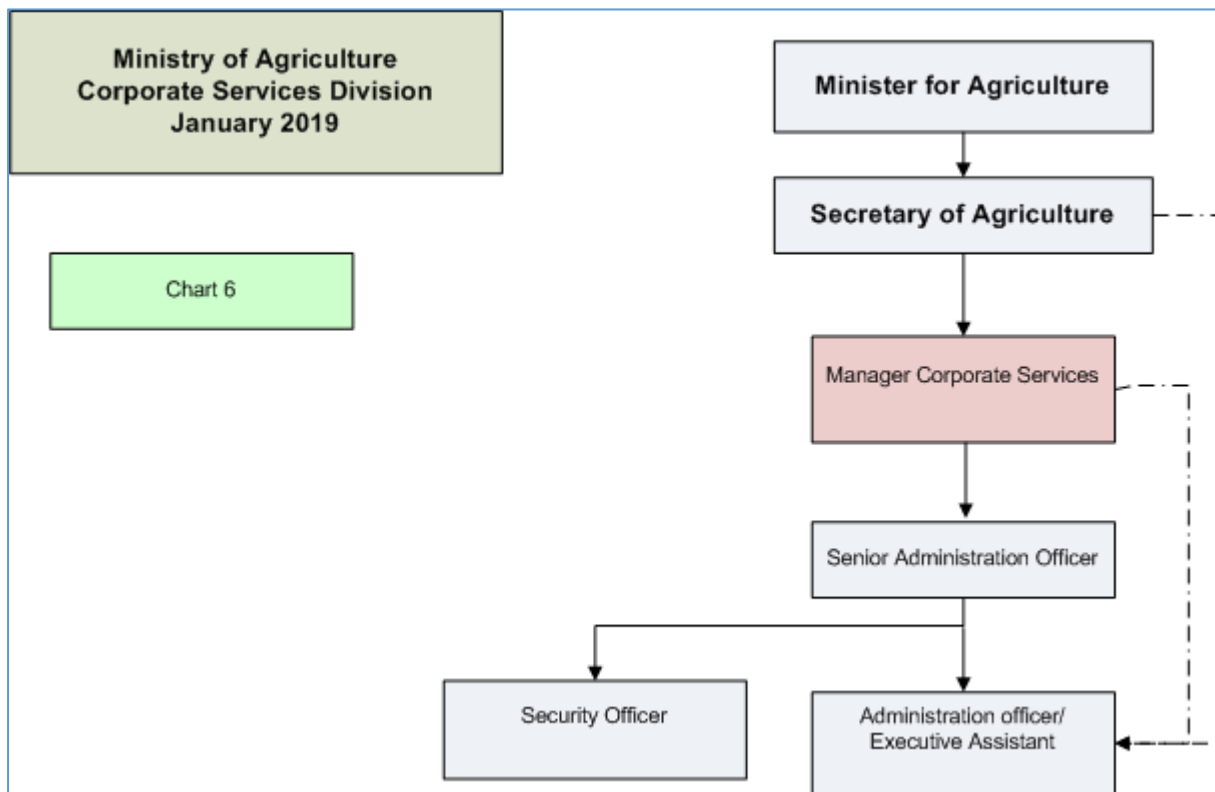 Ministry of Agriculture
Corporate Services Division
January 2019
Chart 6
Minister for Agriculture
Secretary of Agriculture
Manager Corporate Services
Senior Administration Officer
Security Officer
Administration officer/
Executive Assistant